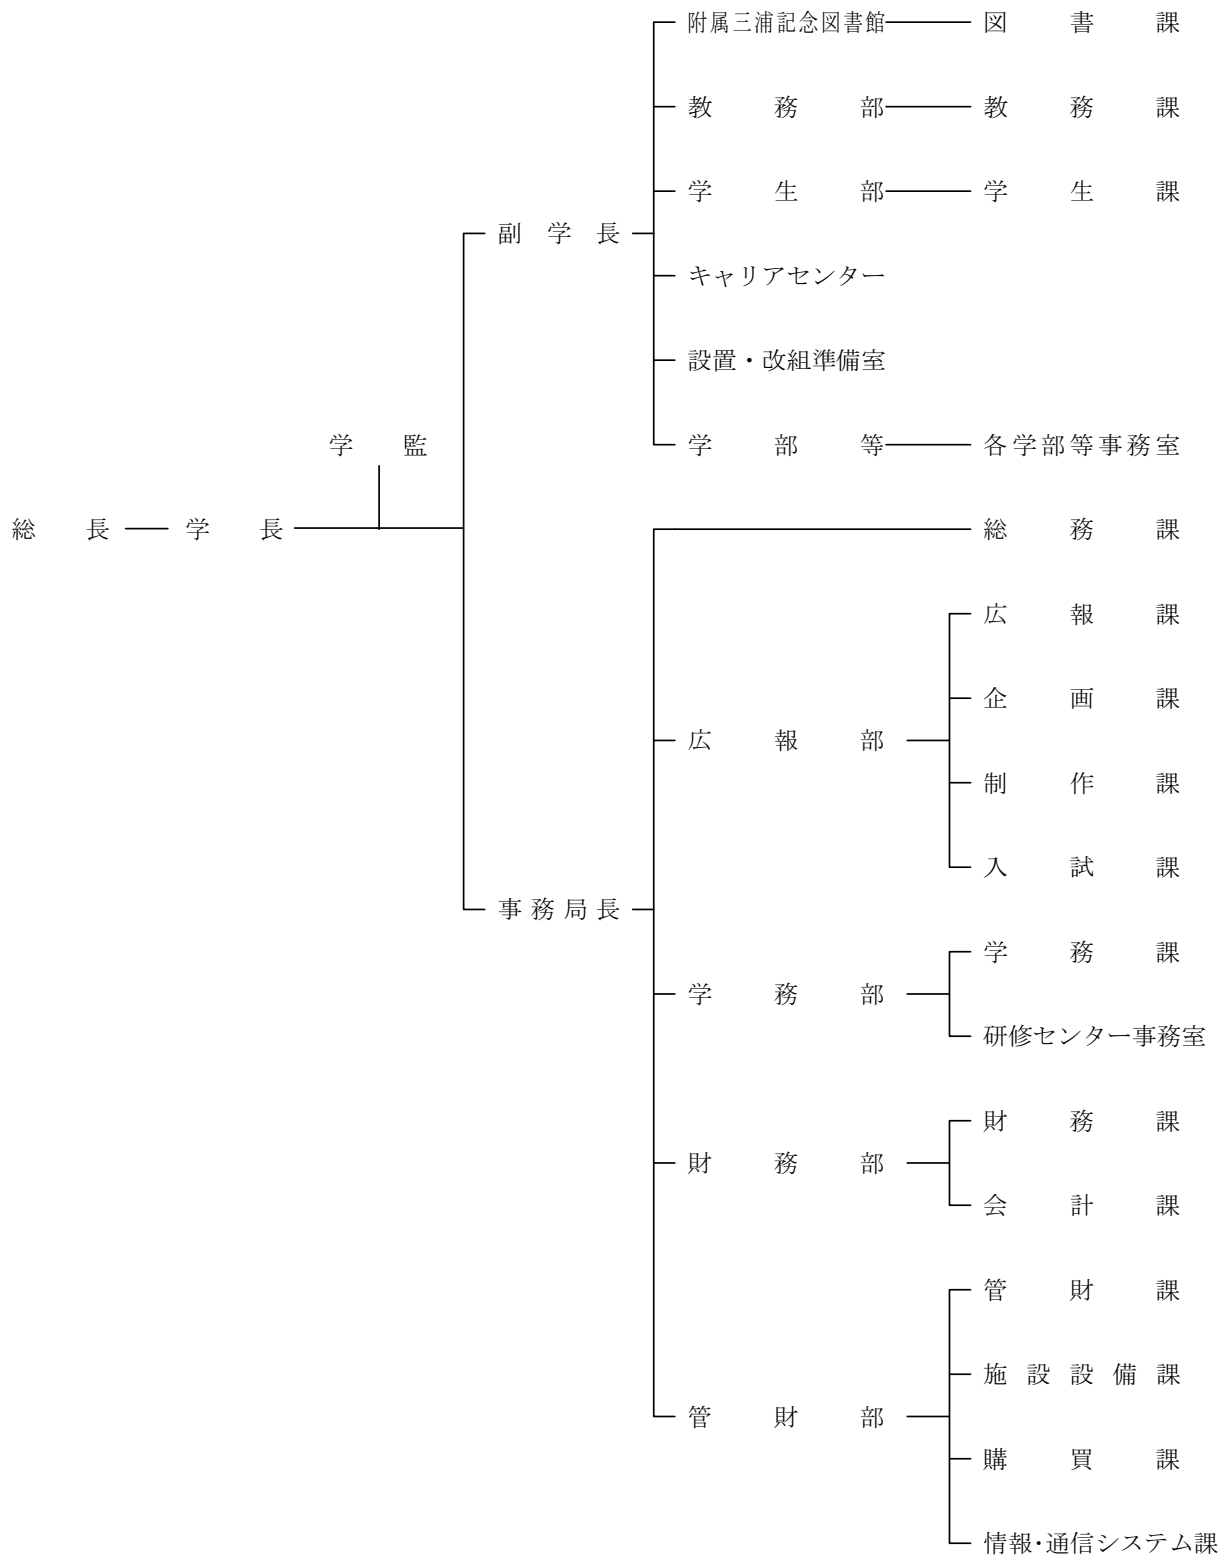 附属三浦記念図書館 図書課
教務部 教務課
学生部 学生課
副学長
キャリアセンター
設置・改組準備室
学監
学部等 各学部等事務室
総長 学長
総務課
広報課
企画課
広報部
制作課
入試課
事務局長
学務課
学務部
研修センター事務室
財務課
財務部
会計課
管財課
施設設備課
管財部
購買課
情報・通信システム課